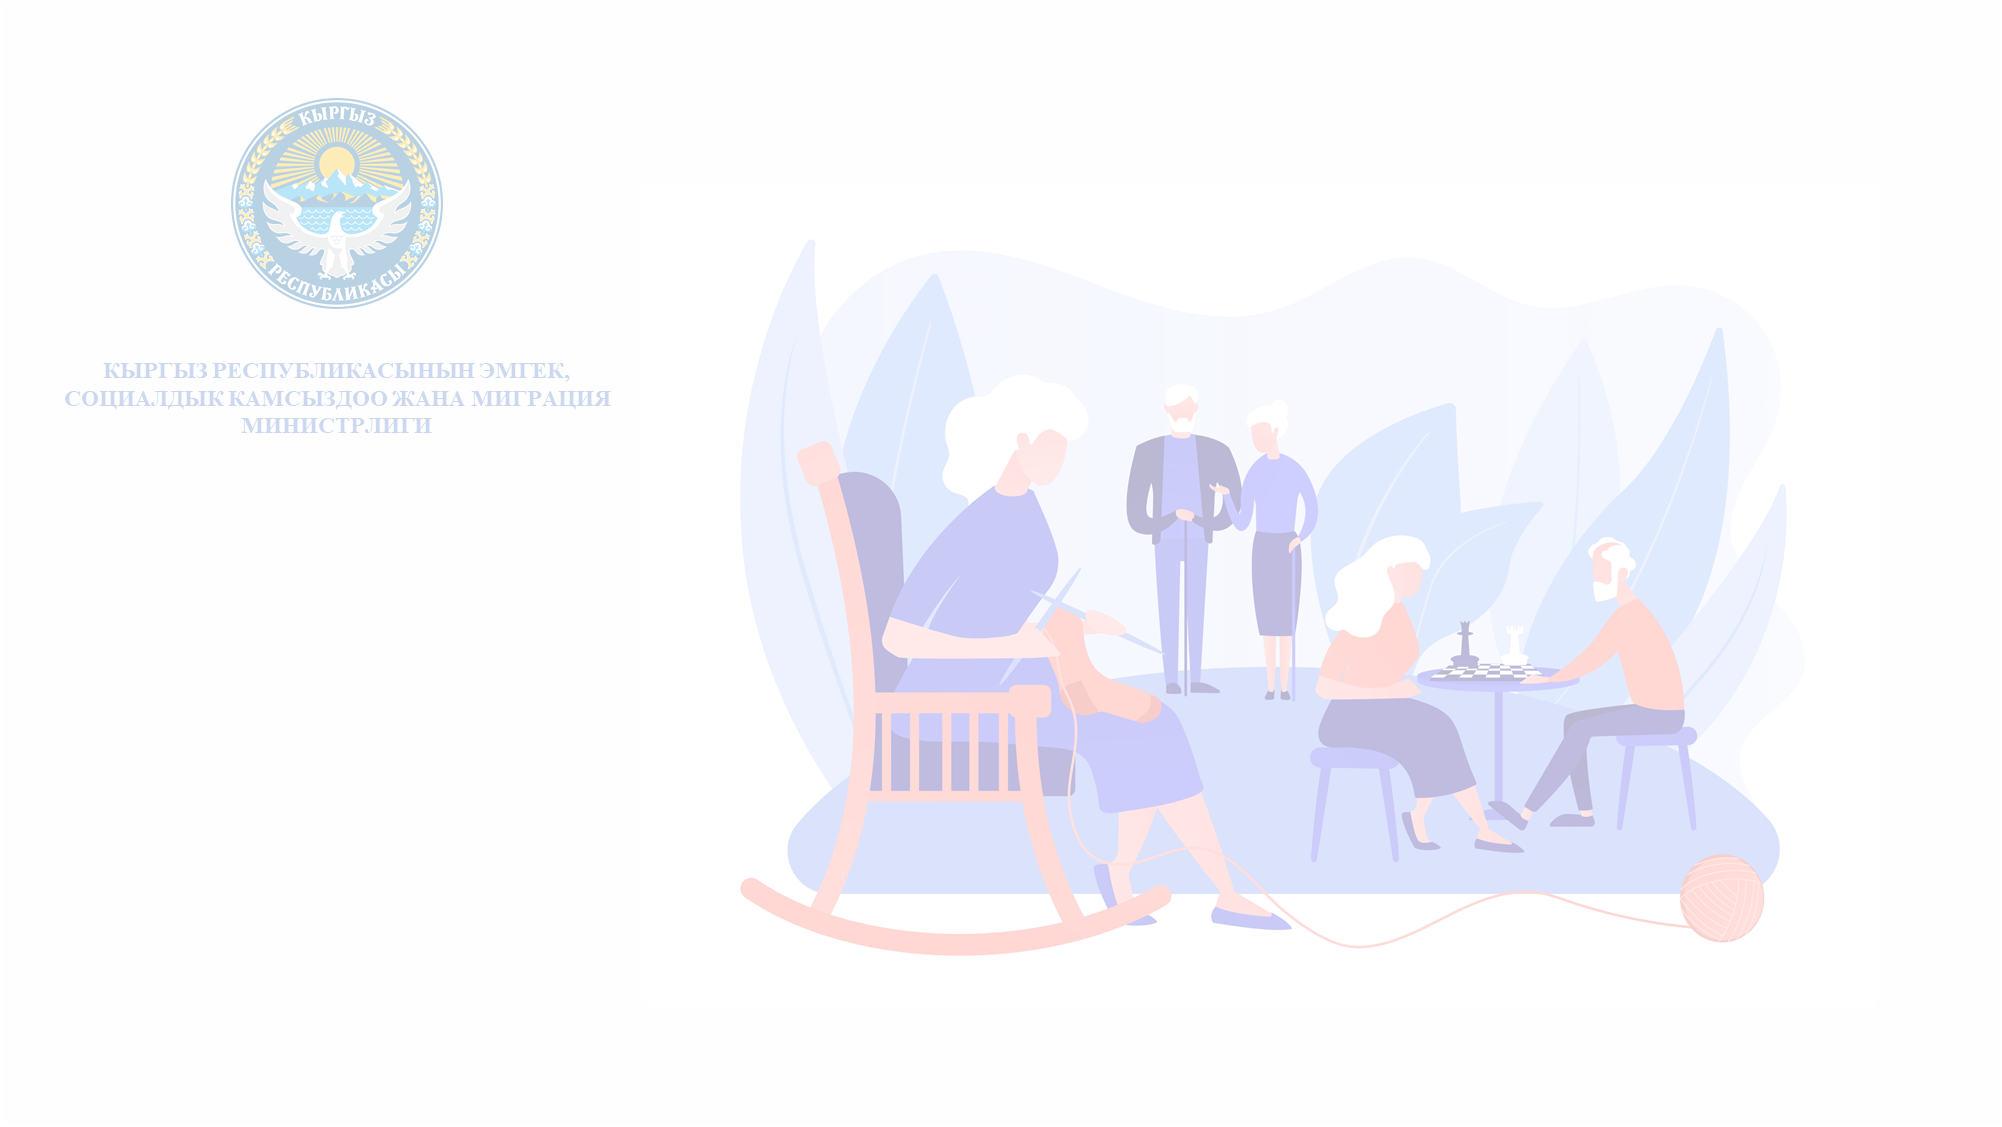 КЫРГЫЗ
РЕСПУБЛИКАСЫ
КЫРГЫЗ РЕСПУБЛИКАСЫНЫН ЭМГЕК,
СОЦИАЛДЫК КАМСЫЗДОО ЖАНА МИГРАЦИЯ
МИНИСТРЛИГИ